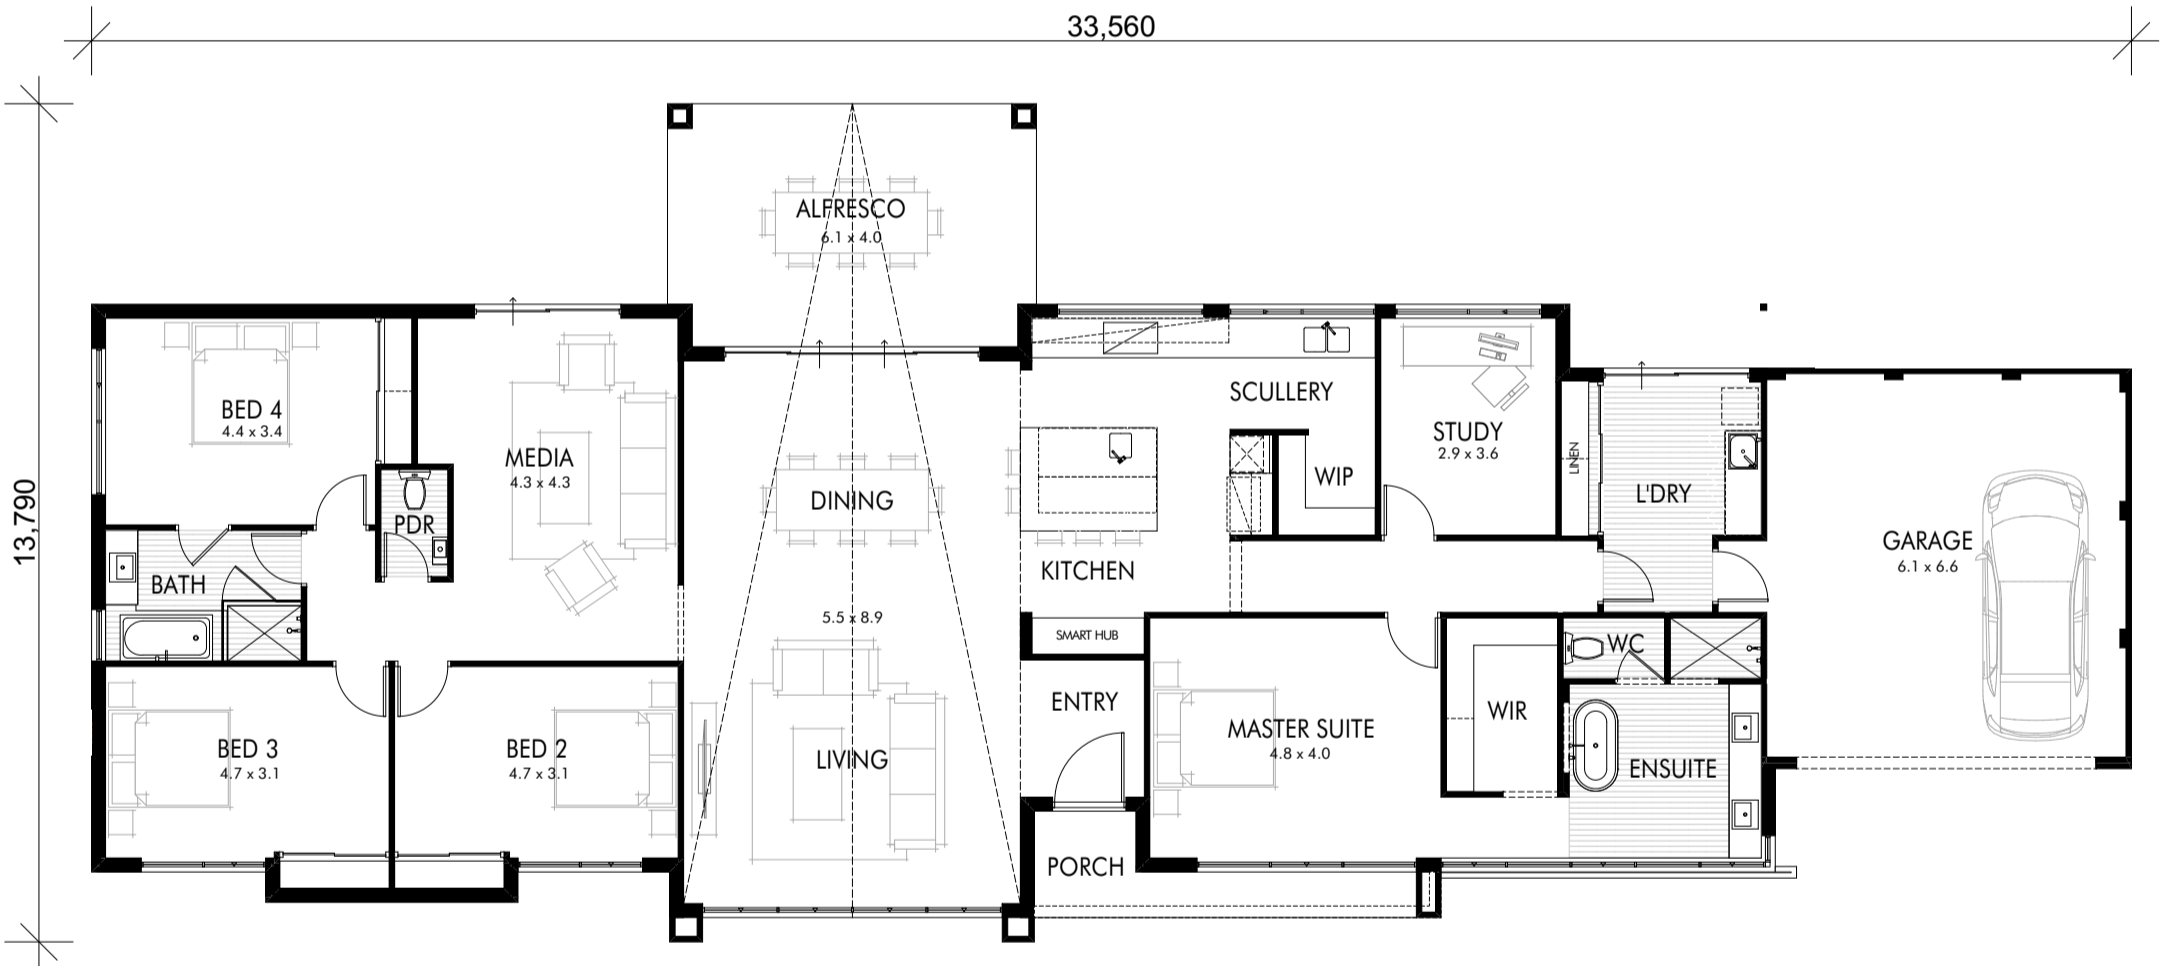 33,560
13,790
ALFRESCO
6.1 x 4.0
BED 4
4.4 x 3.4
MEDIA
4.3 x 4.3
PDR
BATH
DINING
5.5 x 8.9
LIVING
BED 3
4.7 x 3.1
BED 2
4.7 x 3.1
SCULLERY
WIP
KITCHEN
SMART HUB
ENTRY
PORCH
STUDY
2.9 x 3.6
LINEN
L'DRY
GARAGE
6.1 x 6.6
MASTER SUITE
4.8 x 4.0
WIR
WC
ENSUITE